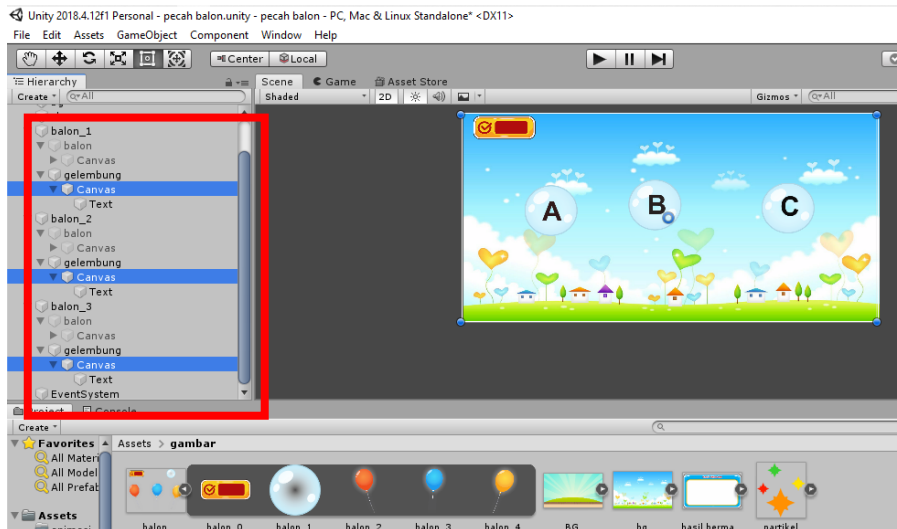 Unity 2018.4.12f1 Personal - pecah balon.unity - pecah balon - PC, Mac & Linux Standalone* <DX11>
File Edit Assets GameObject Component Window Help
Center Local
Hierarchy
Scene Game Asset Store
Create All
Shaded 2D Gizmos All
balon_1
balon
Canvas
gelembung
Canvas
Text
balon_2
balon
Canvas
gelembung
Canvas
Text
balon_3
balon
Canvas
gelembung
Canvas
Text
EventSystem
A B C
Project Console
Create
Favorites
All Materi
All Model
All Prefab
Assets
Assets > gambar
balon balon_0 balon_1 balon_2 balon_3 balon_4 BG bg hasil berma partikel